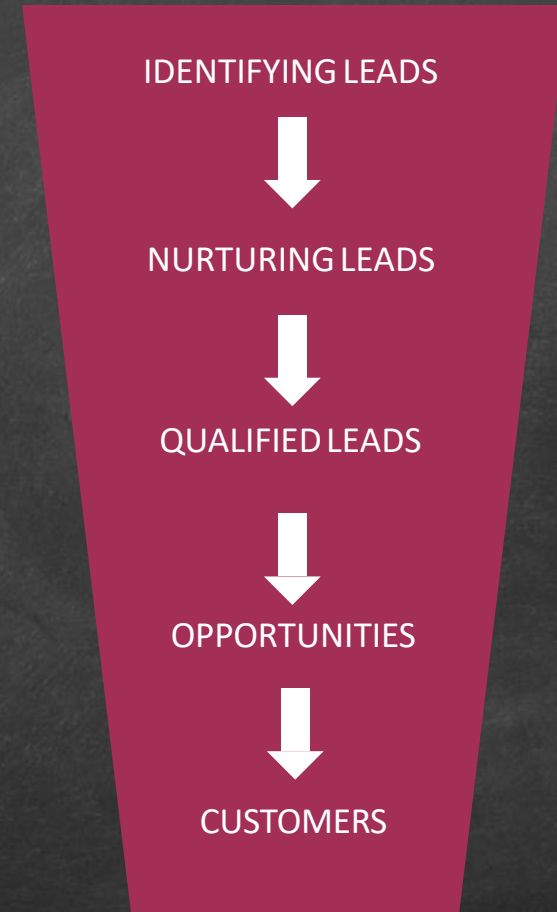 IDENTIFYING LEADS
NURTURING LEADS
QUALIFIED LEADS
OPPORTUNITIES
CUSTOMERS